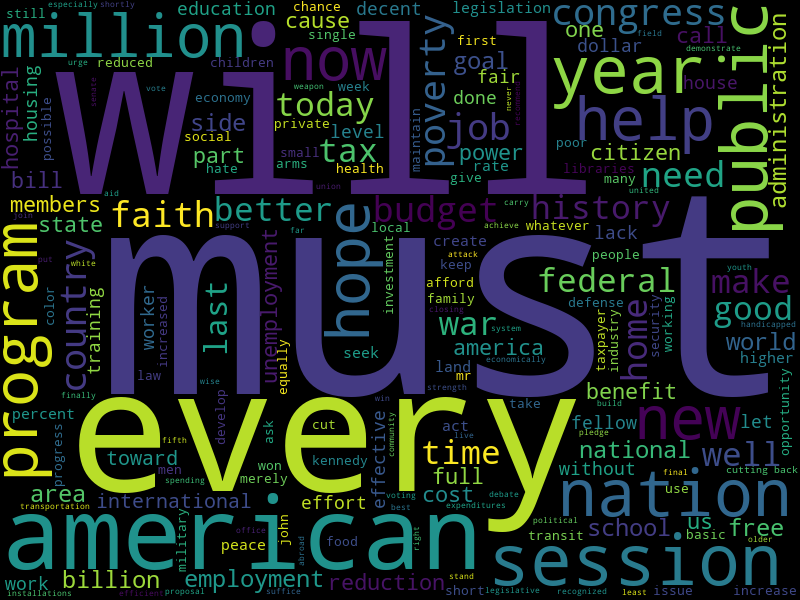 still especially shortly education chance decent legislation congress
million will now cause single poverty goal first one call field demonstrate
urge reduced children weapon week fair dollar year administration
hospital housing possible economy vote today private side level tax job done never house public
senate social small arms hate part health maintain power rate poor help libraries
bill aid union give citizen many need united
members faith better budget carry history
join state support far local achieve whatever lack
put white must hope create attack people federal make youth
program country color training worker increased last unemployment investment keep afford family closing defense taxpayer industry home security working good handicapped
war system world
seek america economically higher
law wise equally land mr strength benefit opportunity
percent finally develop ask cut win take build fellow new let
every act pledge
progress toward fifth men won kennedy merely community effective time live national well
spending full without cutting back
area international effort voting cost debate final use nation
transportation american office john best expenditures political school us free
military peace food abroad right transit basic older session
work billion employment reduction stand
installations efficient proposal suffice short legislative recognized least issue increase